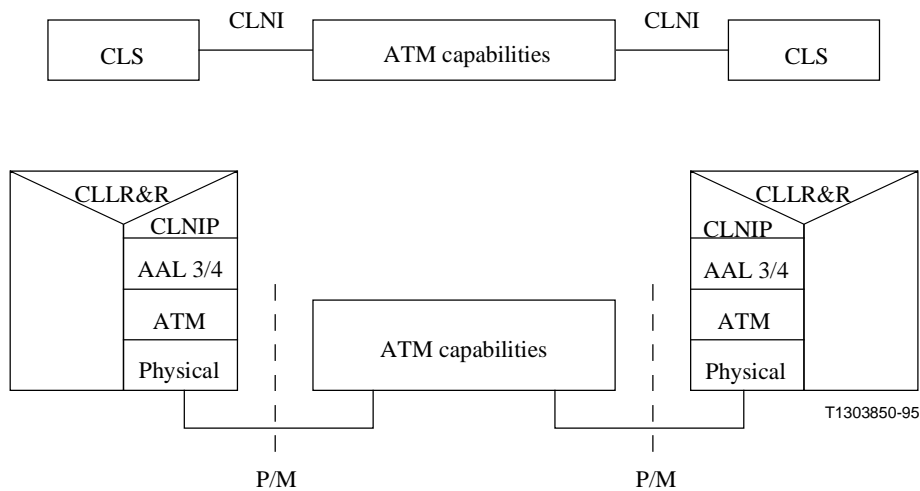 CLNI CLNI
CLS ATM capabilities CLS
CLLR&R CLLR&R
CLNIP CLNIP
AAL 3/4 AAL 3/4
ATM ATM capabilities ATM
Physical Physical
T1303850-95
P/M P/M